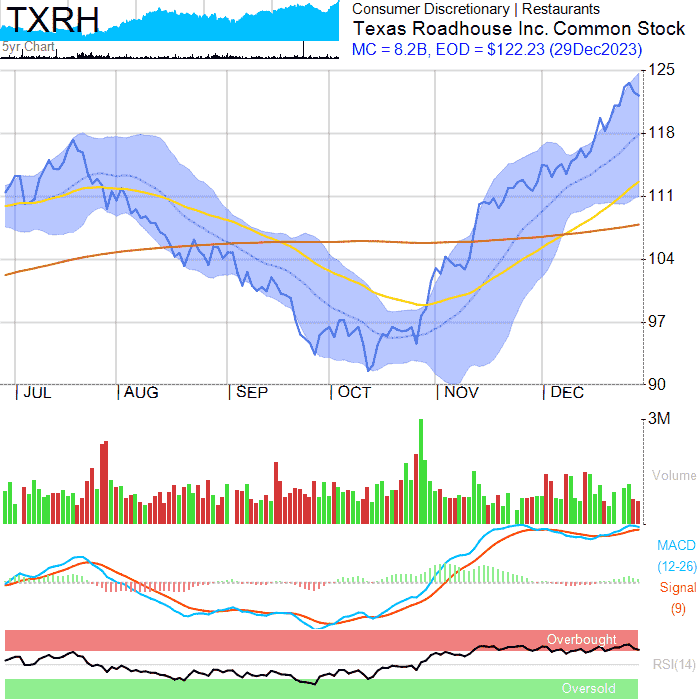 TXRH
5yr Chart
Consumer Discretionary | Restaurants
Texas Roadhouse Inc. Common Stock
MC = 8.2B, EOD = $122.23 (29Dec2023)
125
118
111
104
97
90
JUL AUG SEP OCT NOV DEC
3M
Volume
MACD
(12-26)
Signal
(9)
Overbought
RSI(14)
Oversold